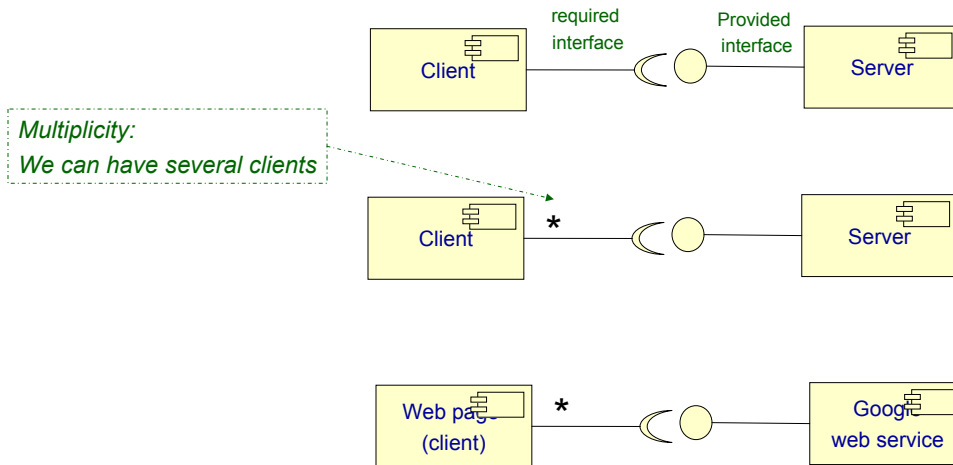 required
interface
Provided
interface
Client
Server
Multiplicity:
We can have several clients
Client
*
Server
Web page
(client)
*
Google
web service